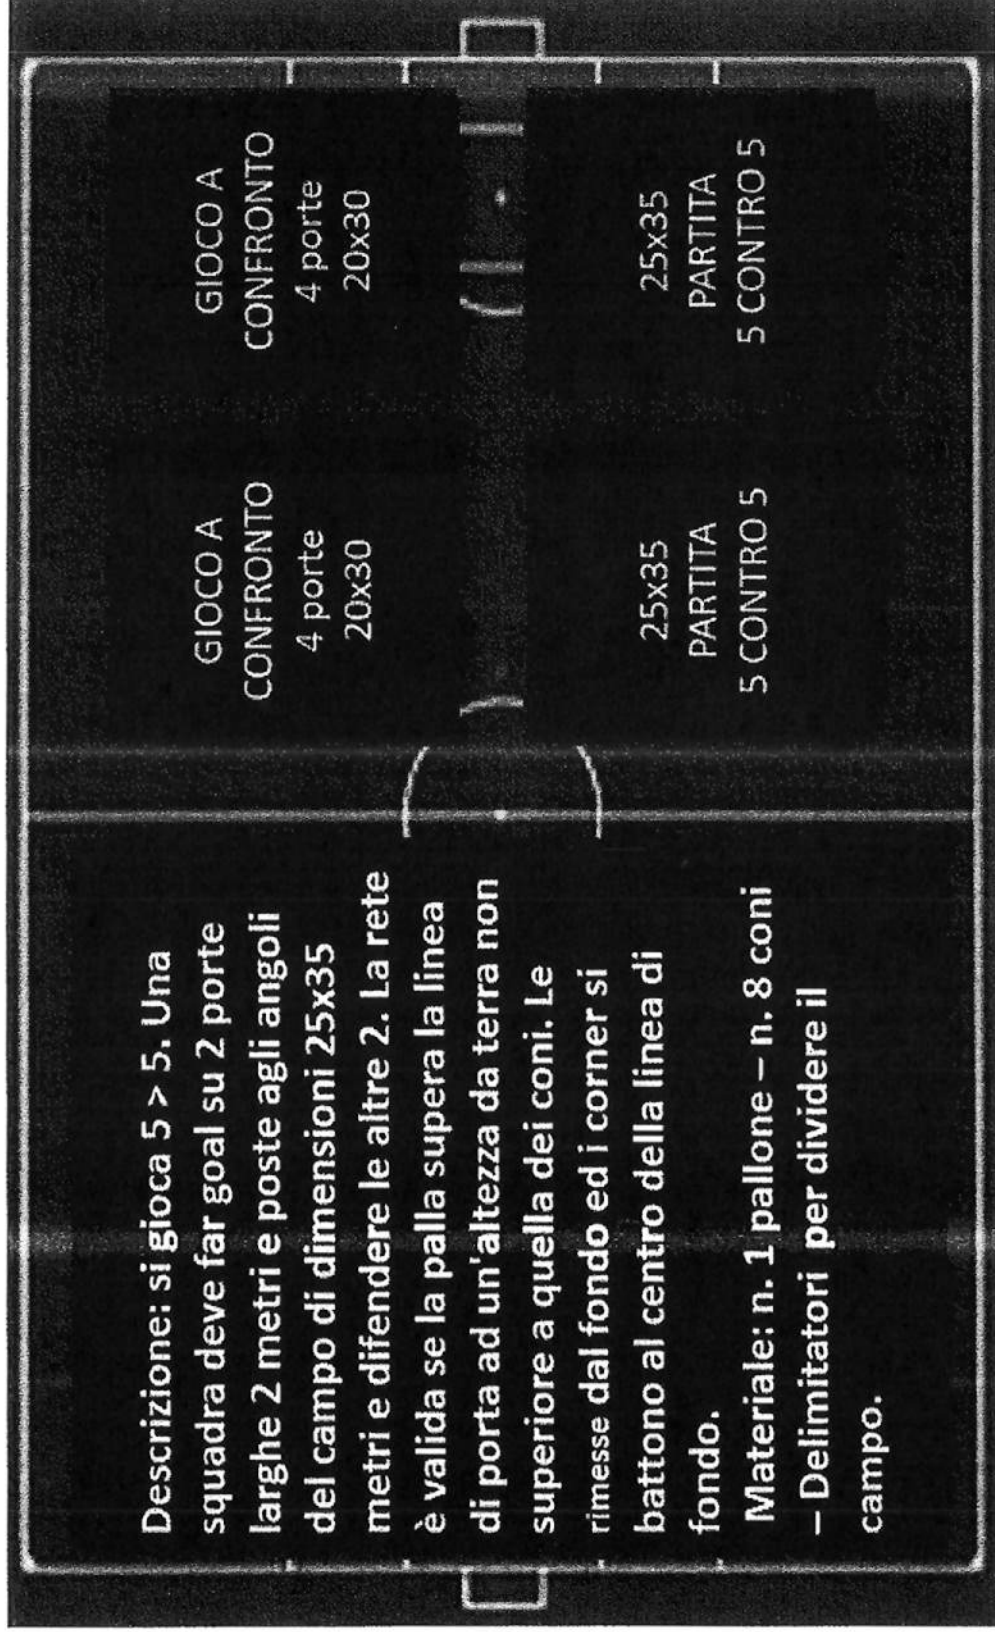 Descrizione: si gioca 5 > 5. Una
squadra deve far goal su 2 porte
larghe 2 metri e poste agli angoli
del campo di dimensioni 25x35
metri e difendere le altre 2. La rete
è valida se la palla supera la linea
di porta ad un'altezza da terra non
superiore a quella dei coni. Le
rimesse dal fondo ed i corner si
battono al centro della linea di
fondo.
Materiale: n. 1 pallone – n. 8 coni
– Delimitatori per dividere il
campo.
GIOCO A
CONFRONTO
4 porte
20x30
GIOCO A
CONFRONTO
4 porte
20x30
25x35
PARTITA
5 CONTRO 5
25x35
PARTITA
5 CONTRO 5